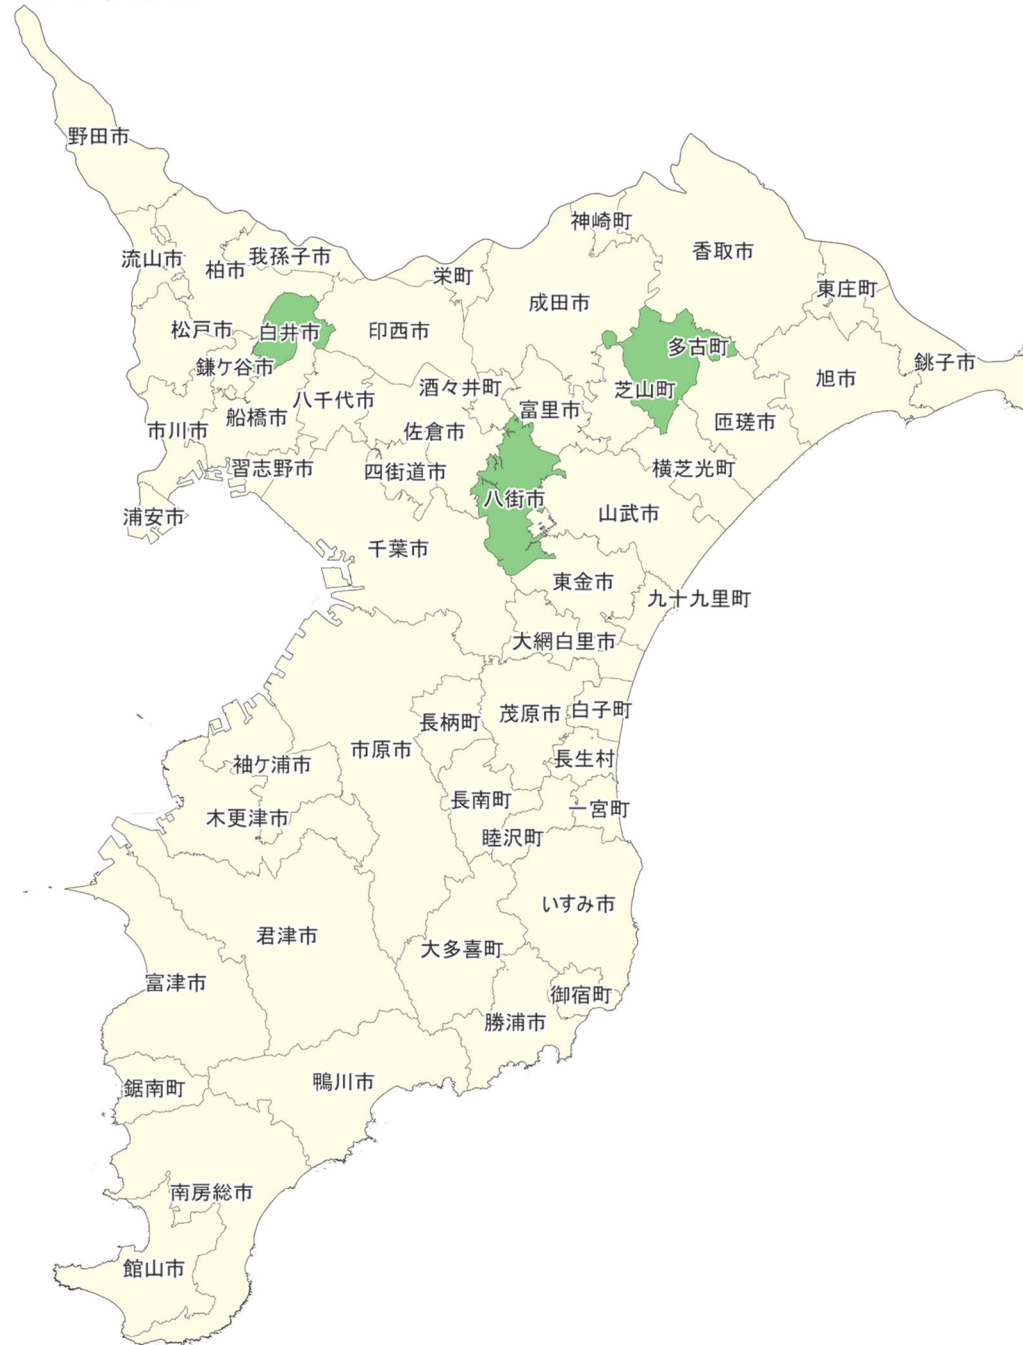 野田市
神崎町
香取市
流山市
柏市
我孫子市
栄町
成田市
東庄町
松戸市
白井市
印西市
多古町
銚子市
鎌ケ谷市
酒々井町
芝山町
旭市
船橋市
八千代市
富里市
匝瑳市
市川市
佐倉市
習志野市
四街道市
横芝光町
八街市
山武市
浦安市
千葉市
東金市
九十九里町
大網白里市
長柄町
茂原市
白子町
市原市
長生村
袖ケ浦市
長南町
一宮町
木更津市
睦沢町
いすみ市
君津市
大多喜町
富津市
御宿町
勝浦市
鋸南町
鴨川市
南房総市
館山市